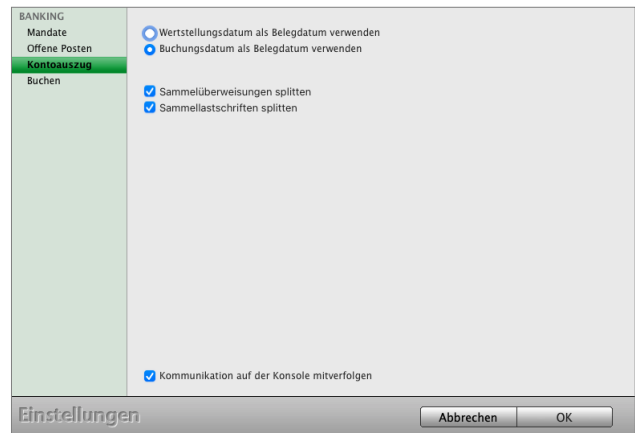 BANKING
Mandate
Offene Posten
Kontoauszug
Buchen
Wertstellungsdatum als Belegdatum verwenden
Buchungsdatum als Belegdatum verwenden
Sammelüberweisungen splitten
Sammellastschriften splitten
Kommunikation auf der Konsole mitverfolgen
Einstellungen
Abbrechen
OK